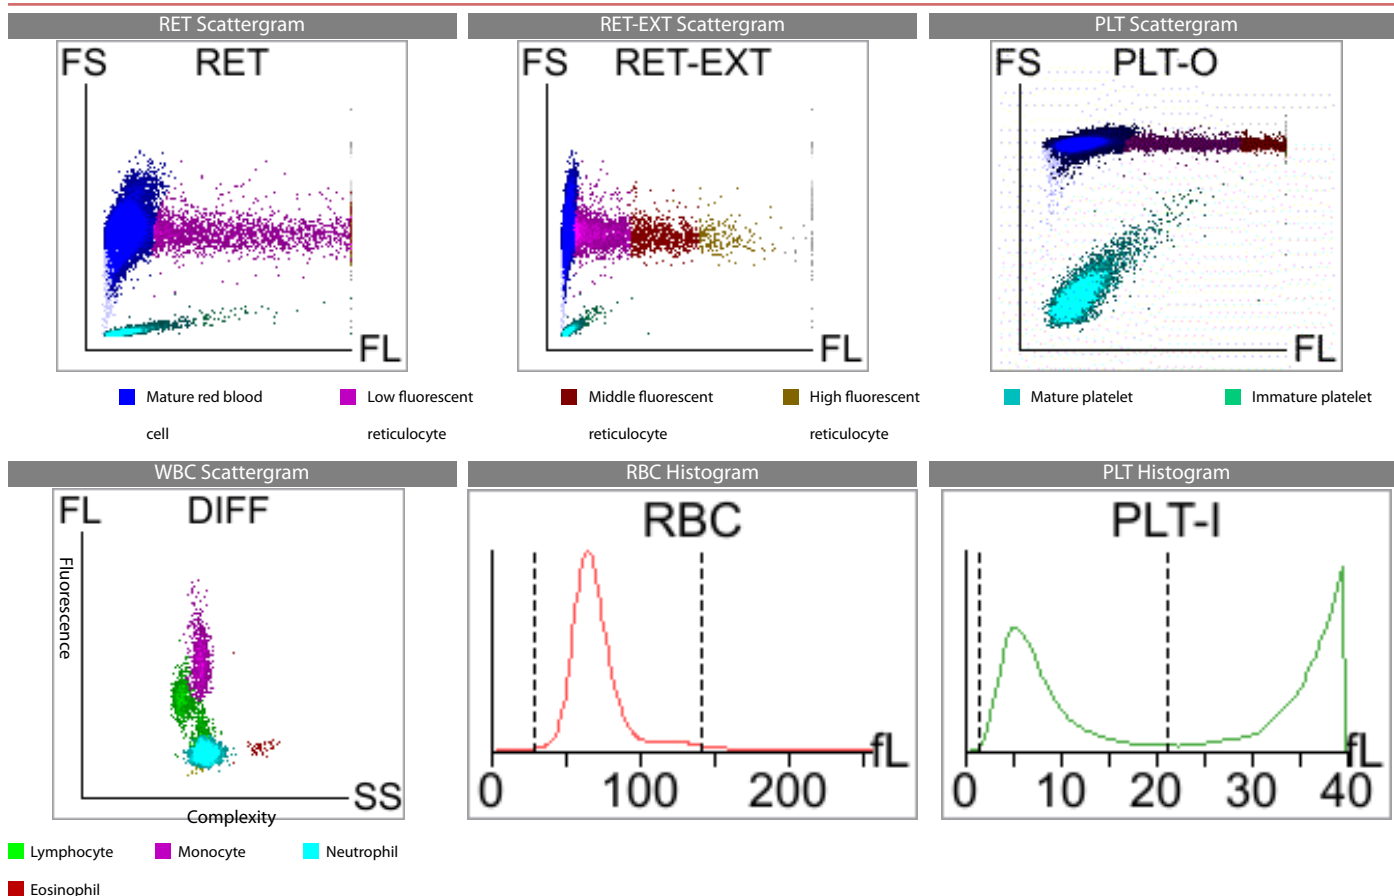 RET Scattergram
RET-EXT Scattergram
PLT Scattergram
FS RET
FL
FS RET-EXT
FL
FS PLT-O
FL
Mature red blood
cell
Low fluorescent
reticulocyte
Middle fluorescent
reticulocyte
High fluorescent
reticulocyte
Mature platelet
Immature platelet
WBC Scattergram
RBC Histogram
PLT Histogram
FL DIFF
Fluorescence
SS
Complexity
RBC
fL
0 100 200
PLT-I
fL
0 10 20 30 40
Lymphocyte
Monocyte
Neutrophil
Eosinophil